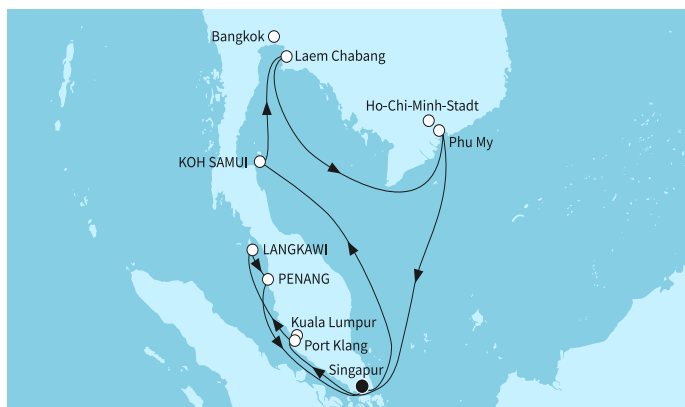 Bangkok
Laem Chabang
Ho-Chi-Minh-Stadt
Phu My
KOH SAMUI
LANGKAWI
PENANG
Kuala Lumpur
Port Klang
Singapur